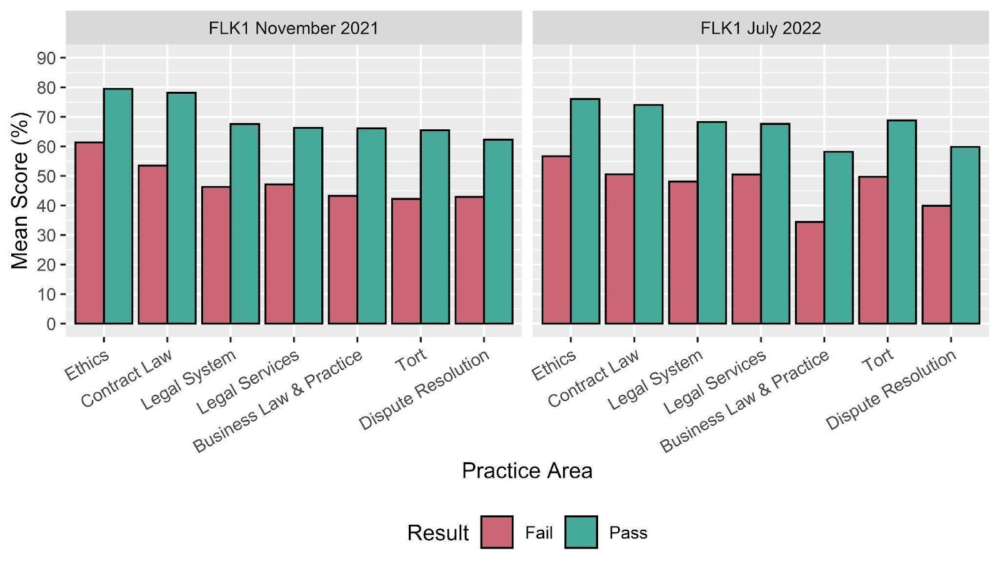 FLK1 November 2021
FLK1 July 2022
Mean Score (%)
90
80
70
60
50
40
30
20
10
0
Ethics
Contract Law
Legal System
Legal Services
Business Law & Practice
Tort
Dispute Resolution
Ethics
Contract Law
Legal System
Legal Services
Business Law & Practice
Tort
Dispute Resolution
Practice Area
Result Fail Pass